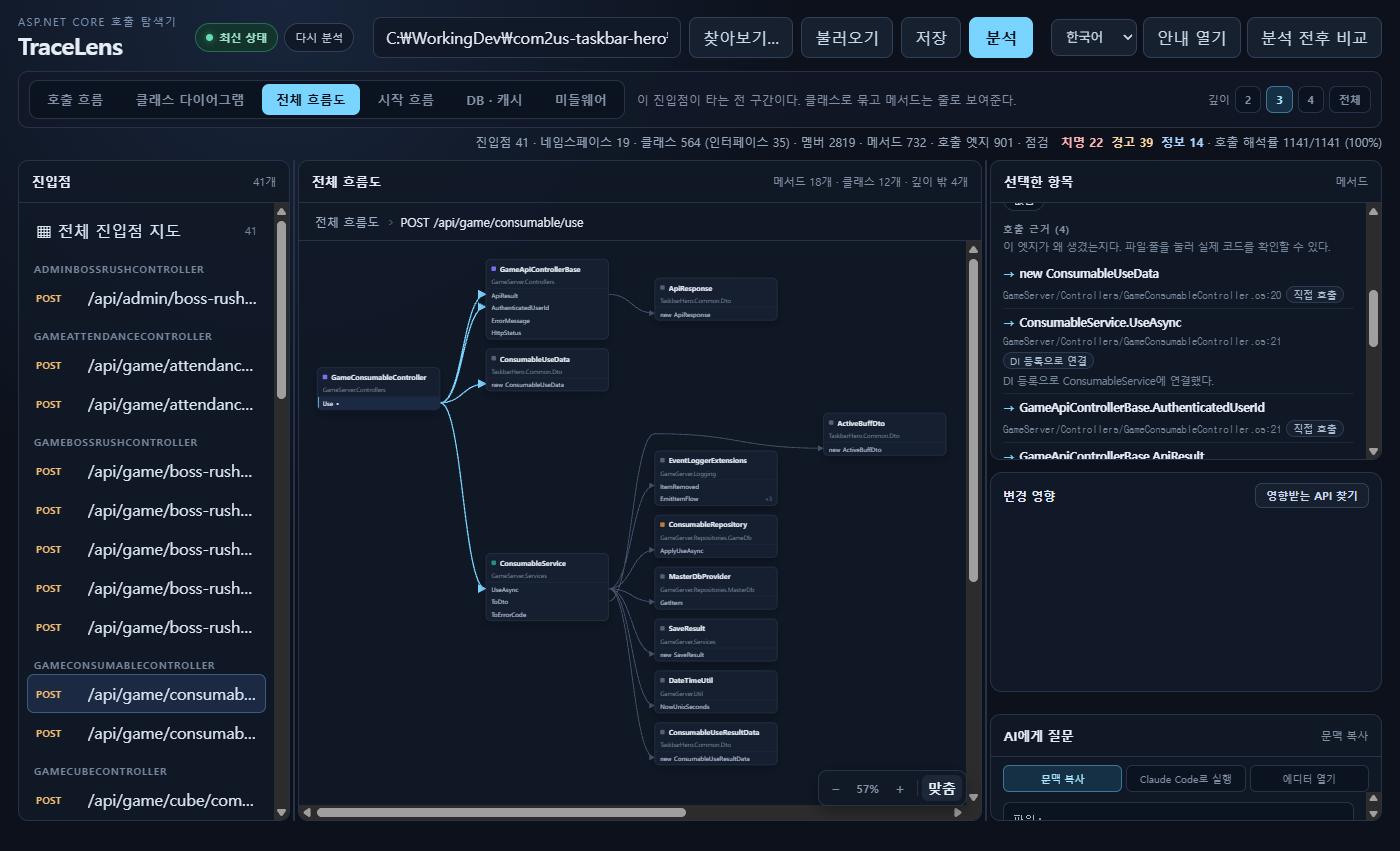 ASP.NET CORE 호출 탐색기
TraceLens
최신 상태
다시 분석
C:₩WorkingDev₩com2us-taskbar-hero
찾아보기...
불러오기
저장
분석
한국어
안내 열기
분석 전후 비교
호출 흐름
클래스 다이어그램
전체 흐름도
시작 흐름
DB · 캐시
미들웨어
이 진입점이 타는 전 구간이다. 클래스로 묶고 메서드는 줄로 보여준다.
깊이 2 3 4 전체
진입점 41 · 네임스페이스 19 · 클래스 564 (인터페이스 35) · 멤버 2819 · 메서드 732 · 호출 엣지 901 · 점검 치명 22 경고 39 정보 14 · 호출 해석률 1141/1141 (100%)
진입점 41개
▦ 전체 진입점 지도 41
ADMINBOSSRUSHCONTROLLER
POST /api/admin/boss-rush...
GAMEATTENDANCECONTROLLER
POST /api/game/attendanc...
POST /api/game/attendanc...
GAMEBOSSRUSHCONTROLLER
POST /api/game/boss-rush...
POST /api/game/boss-rush...
POST /api/game/boss-rush...
POST /api/game/boss-rush...
POST /api/game/boss-rush...
GAMECONSUMABLECONTROLLER
POST /api/game/consumab...
POST /api/game/consumab...
GAMECUBECONTROLLER
POST /api/game/cube/com...
전체 흐름도
메서드 18개 · 클래스 12개 · 깊이 밖 4개
전체 흐름도 › POST /api/game/consumable/use
GameConsumableController
GameServer.Controllers
Use •
GameApiControllerBase
GameServer.Controllers
ApiResult
AuthenticatedUserId
ErrorMessage
HttpStatus
ConsumableUseData
TaskbarHero.Common.Dto
new ConsumableUseData
ConsumableService
GameServer.Services
UseAsync
ToDto
ToErrorCode
ApiResponse
TaskbarHero.Common.Dto
new ApiResponse
EventLoggerExtensions
GameServer.Logging
ItemRemoved
EmitItemFlow +3
ConsumableRepository
GameServer.Repositories.GameDb
ApplyUseAsync
MasterDbProvider
GameServer.Repositories.MasterDb
GetItem
SaveResult
GameServer.Services
new SaveResult
DateTimeUtil
GameServer.Util
NowUnixSeconds
ConsumableUseResultData
TaskbarHero.Common.Dto
new ConsumableUseResultData
ActiveBuffDto
TaskbarHero.Common.Dto
new ActiveBuffDto
− 57% + 맞춤
선택한 항목 메서드
호출 근거 (4)
이 엣지가 왜 생겼는지다. 파일·줄을 눌러 실제 코드를 확인할 수 있다.
→ new ConsumableUseData
GameServer/Controllers/GameConsumableController.cs:20 직접 호출
→ ConsumableService.UseAsync
GameServer/Controllers/GameConsumableController.cs:21
DI 등록으로 연결
DI 등록으로 ConsumableService에 연결했다.
→ GameApiControllerBase.AuthenticatedUserId
GameServer/Controllers/GameConsumableController.cs:21 직접 호출
→ GameApiControllerBase.ApiResult
변경 영향
영향받는 API 찾기
AI에게 질문 문맥 복사
문맥 복사
Claude Code로 실행
에디터 열기